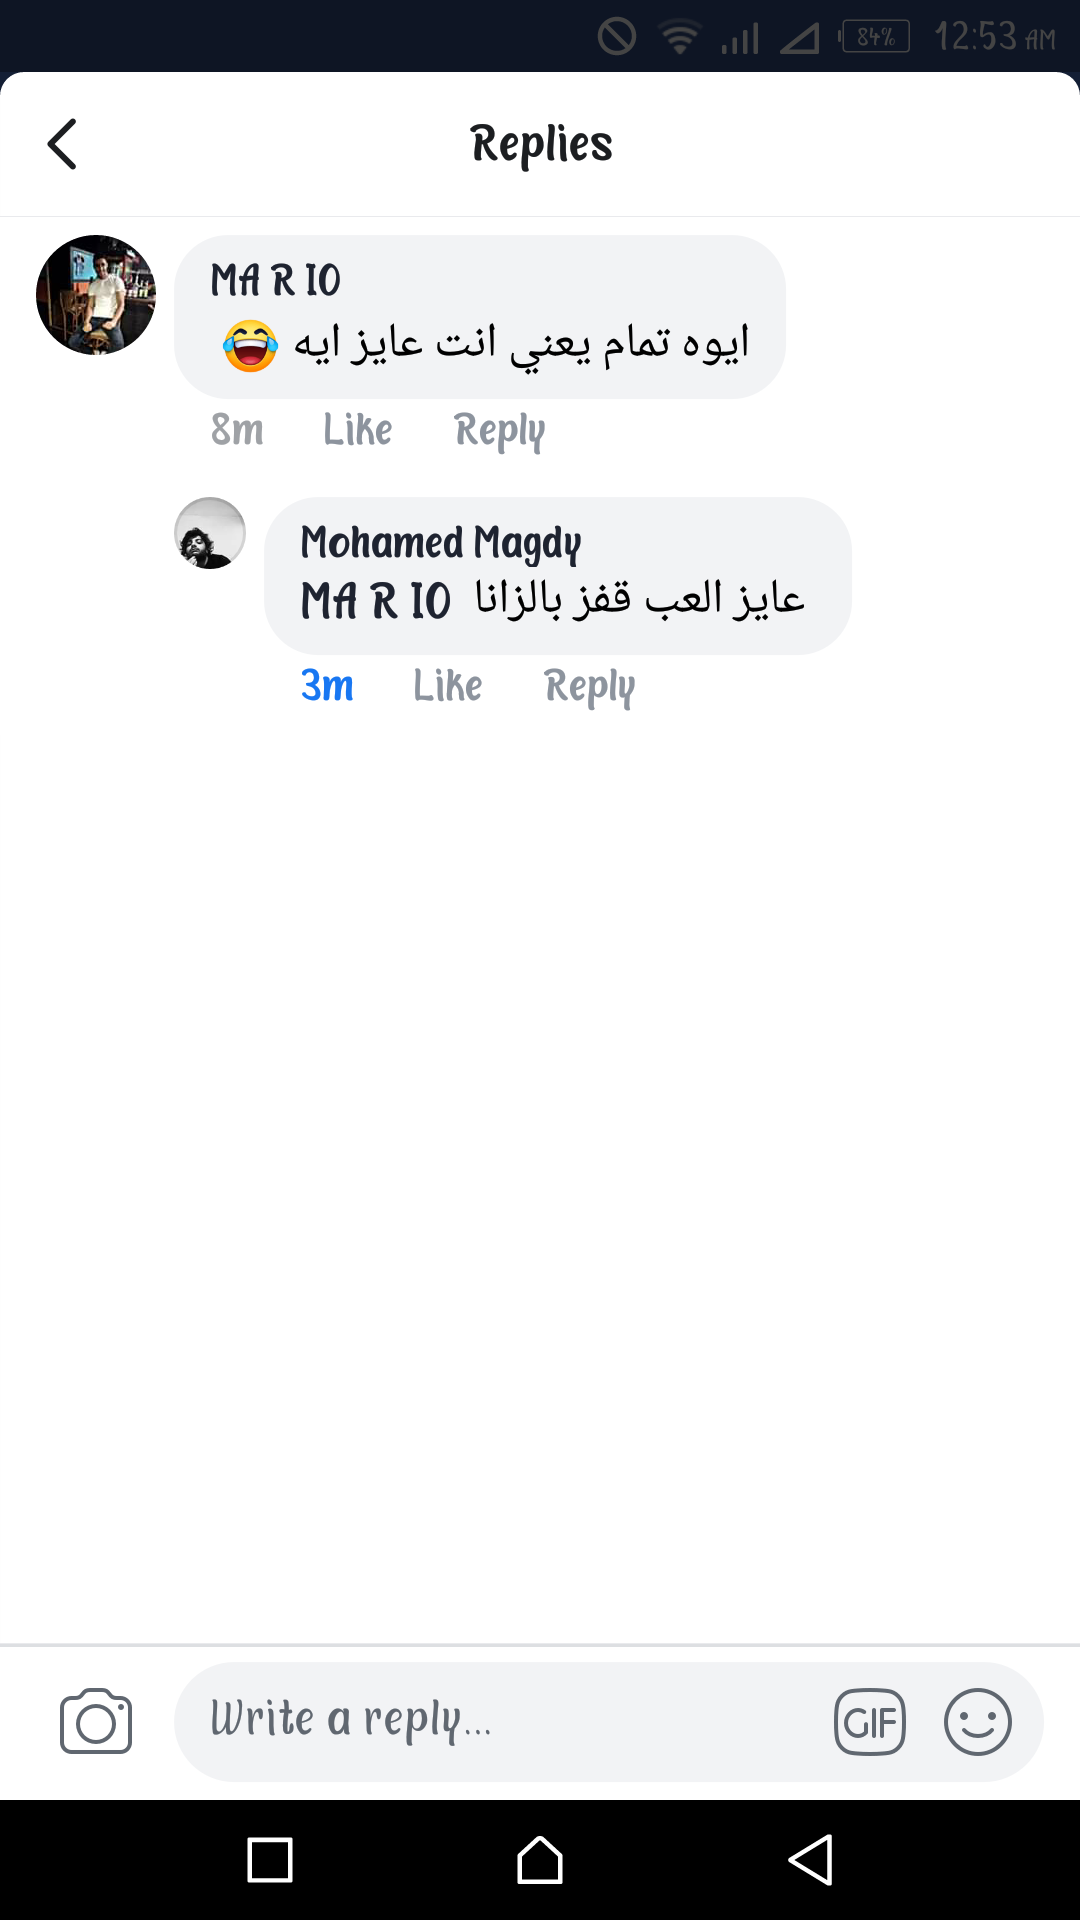 84% 12:53 AM
Replies
MA R IO
ايوه تمام يعني انت عايز ايه 😂
8m Like Reply
Mohamed Magdy
MA R IO عايز العب قفز بالزانا
3m Like Reply
Write a reply...
GIF